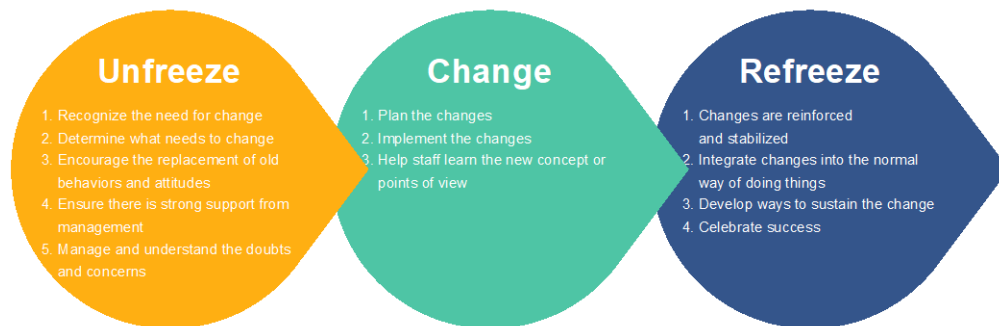 Unfreeze
1. Recognize the need for change
2. Determine what needs to change
3. Encourage the replacement of old
behaviors and attitudes
4. Ensure there is strong support from
management
5. Manage and understand the doubts
and concerns
Change
1. Plan the changes
2. Implement the changes
3. Help staff learn the new concept or
points of view
Refreeze
1. Changes are reinforced
and stabilized
2. Integrate changes into the normal
way of doing things
3. Develop ways to sustain the change
4. Celebrate success